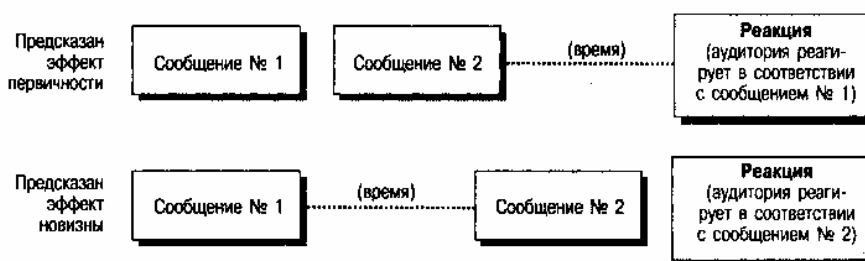 Предсказан
эффект
первичности
Сообщение № 1
Сообщение № 2
(время)
Реакция
(аудитория реаги-
рует в соответствии
с сообщением № 1)
Предсказан
эффект
новизны
Сообщение № 1
(время)
Сообщение № 2
Реакция
(аудитория реаги-
рует в соответствии
с сообщением № 2)